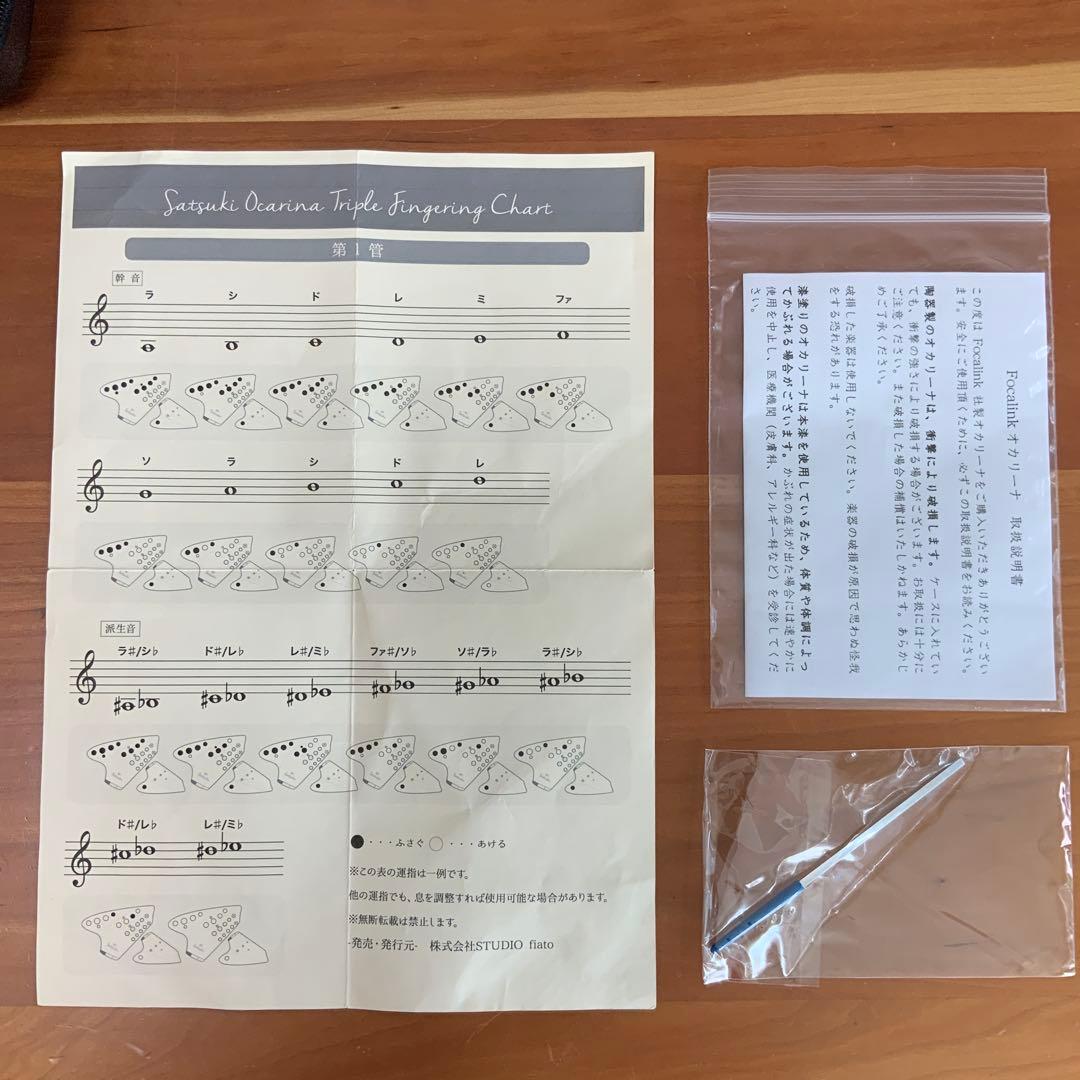 Satsuki Ocarina Triple Fingering Chart
第1管
幹音
ラ シ ド レ ミ ファ
ソ ラ シ ド レ
派生音
ラ♯/シ♭ ド♯/レ♭ レ♯/ミ♭ ファ♯/ソ♭ ソ♯/ラ♭ ラ♯/シ♭
ド♯/レ♭ レ♯/ミ♭
●・・・ふさぐ ○・・・あける
※この表の運指は一例です。
他の運指でも、息を調整すれば使用可能な場合があります。
※無断転載は禁止します。
-発売・発行元- 株式会社STUDIO fiato
Focalink オカリーナ 取扱説明書
この度は Focalink 社製オカリーナをご購入いただきありがとうござい
ます。安全にご使用頂くために、必ずこの取扱説明書をお読みください。
陶器製のオカリーナは、衝撃により破損します。ケースに入れてい
ても、衝撃の強さにより破損する場合がございます。お取扱には十分に
ご注意ください。また破損した場合の補償はいたしかねます。あらかじ
めご了承ください。
破損した楽器は使用しないでください。楽器の破損が原因で思わぬ怪我
をする恐れがあります。
漆塗りのオカリーナは本漆を使用しているため、体質や体調によっ
てかぶれる場合がございます。かぶれの症状が出た場合には速やかに
使用を中止し、医療機関（皮膚科、アレルギー科など）を受診してくだ
さい。